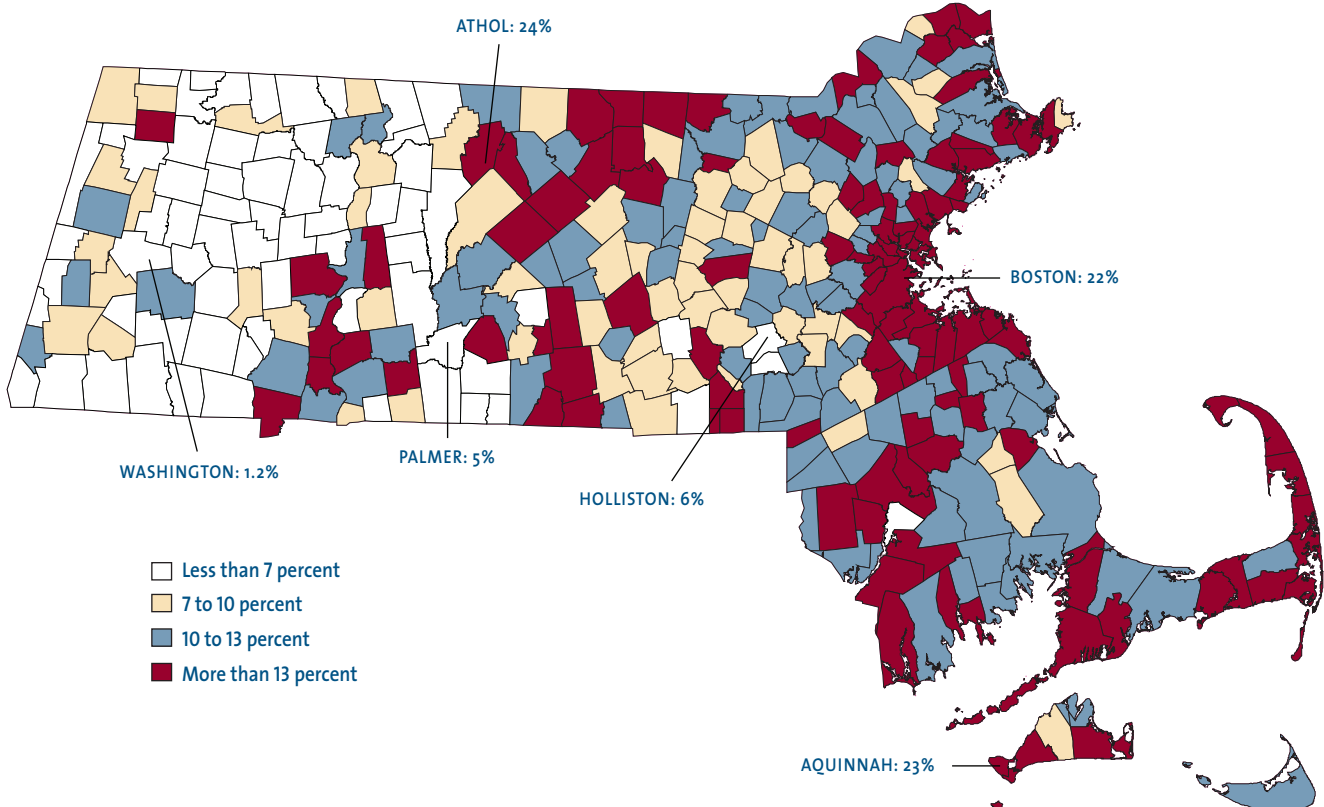 ATHOL: 24%
BOSTON: 22%
WASHINGTON: 1.2%
PALMER: 5%
HOLLISTON: 6%
Less than 7 percent
7 to 10 percent
10 to 13 percent
More than 13 percent
AQUINNAH: 23%